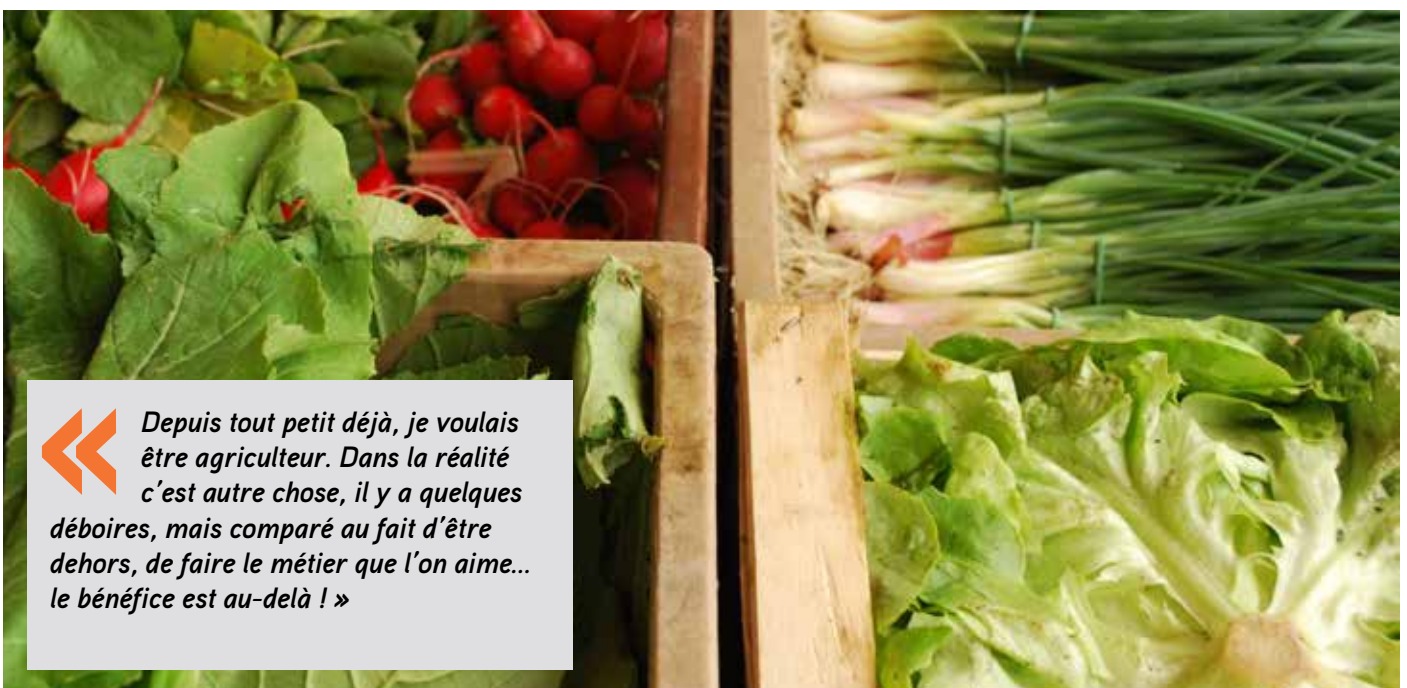 « Depuis tout petit déjà, je voulais
être agriculteur. Dans la réalité
c’est autre chose, il y a quelques
déboires, mais comparé au fait d’être
dehors, de faire le métier que l’on aime...
le bénéfice est au-delà ! »